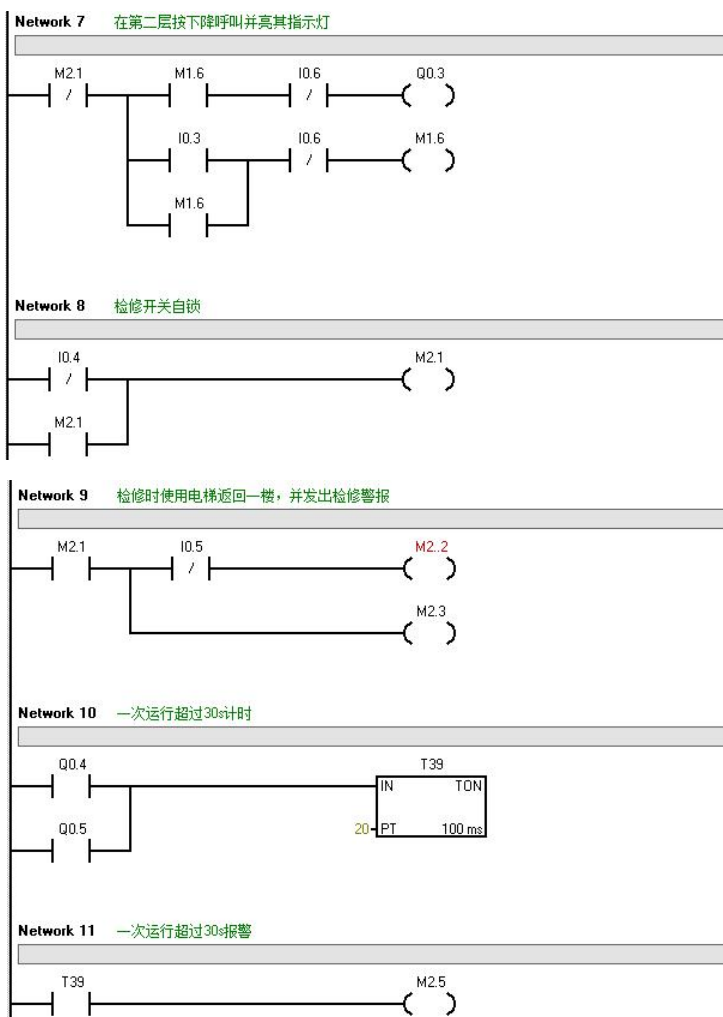 Network 7 在第二层按下降呼叫并亮其指示灯
M2.1 M1.6 I0.6 Q0.3
/ /
I0.3 I0.6 M1.6
/
M1.6
Network 8 检修开关自锁
I0.4 M2.1
/
M2.1
Network 9 检修时使用电梯返回一楼，并发出检修警报
M2.1 I0.5 M2..2
/
M2.3
Network 10 一次运行超过30s计时
Q0.4 T39
IN TON
Q0.5
20 PT 100 ms
Network 11 一次运行超过30s报警
T39 M2.5